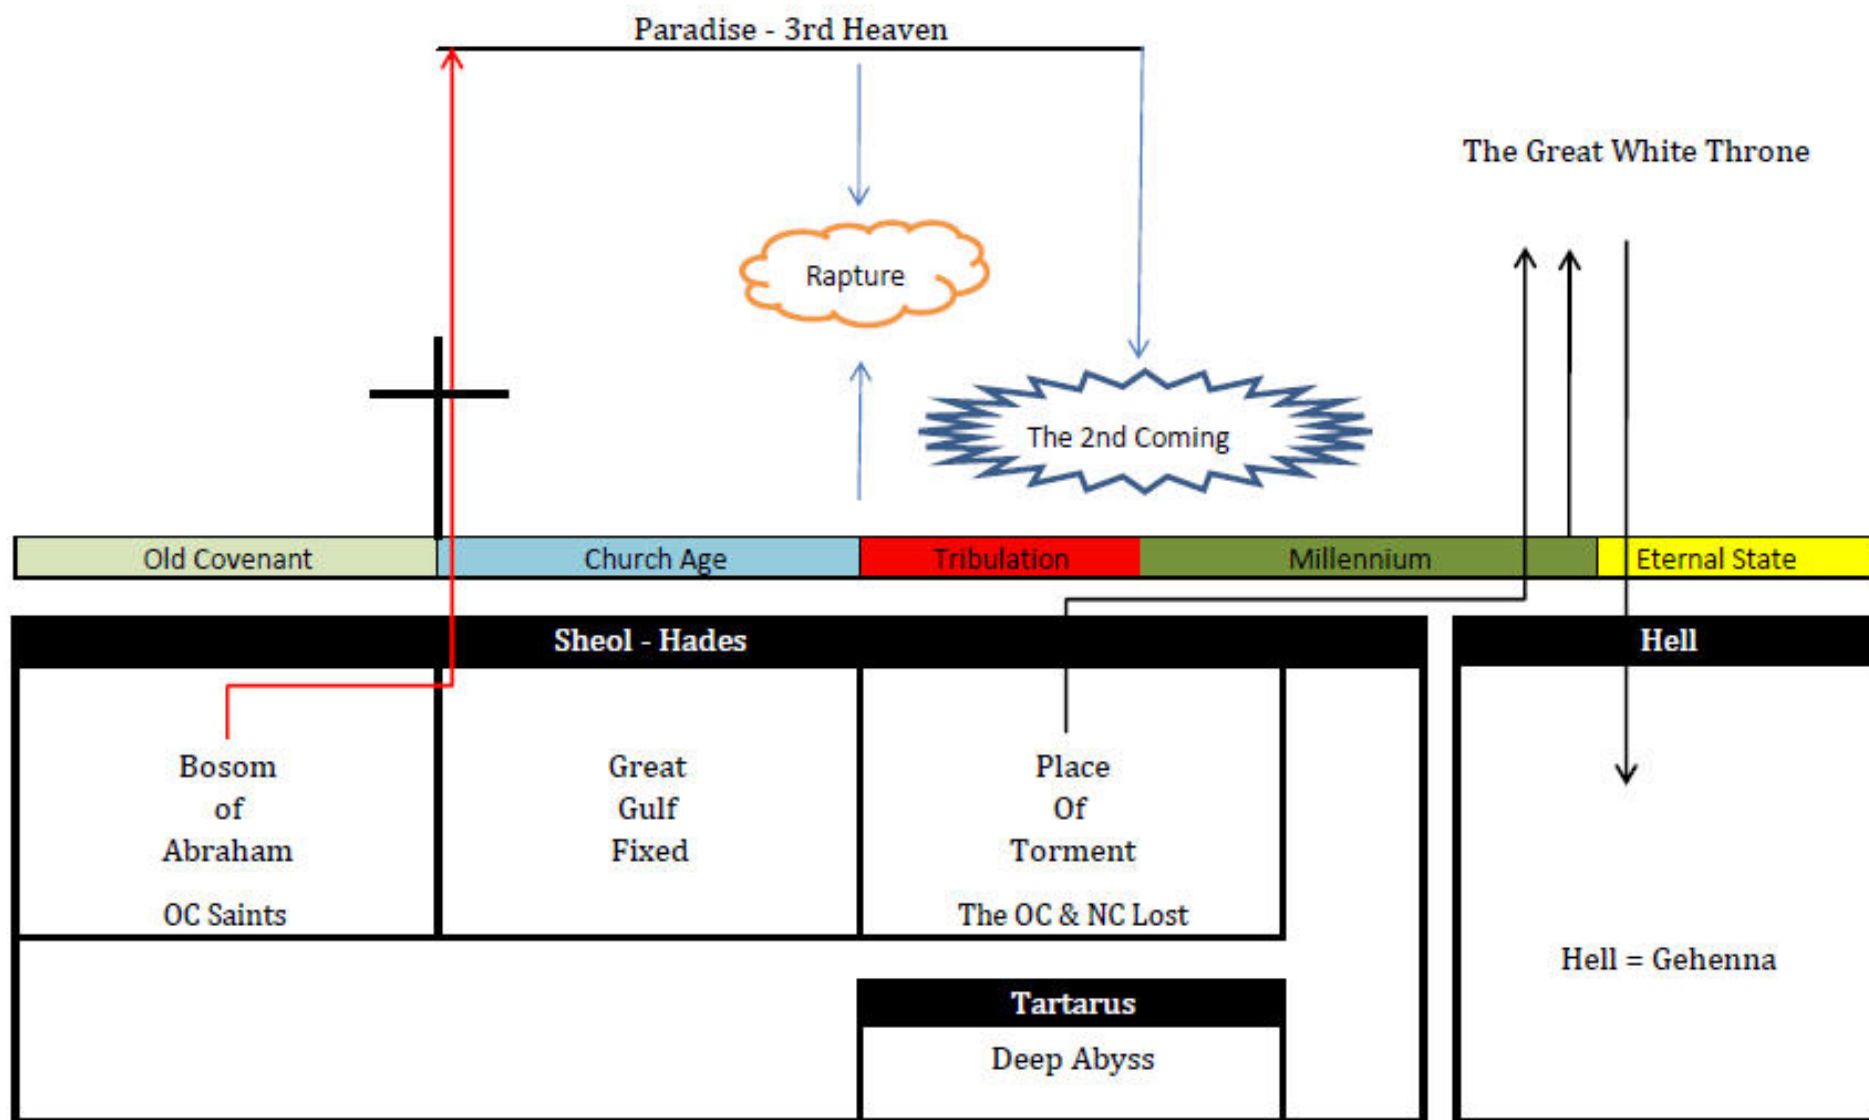 Paradise - 3rd Heaven
The Great White Throne
Rapture
The 2nd Coming
Old Covenant
Church Age
Tribulation
Millennium
Eternal State
Sheol - Hades
Hell
Bosom
of
Abraham
OC Saints
Great
Gulf
Fixed
Place
Of
Torment
The OC & NC Lost
Hell = Gehenna
Tartarus
Deep Abyss